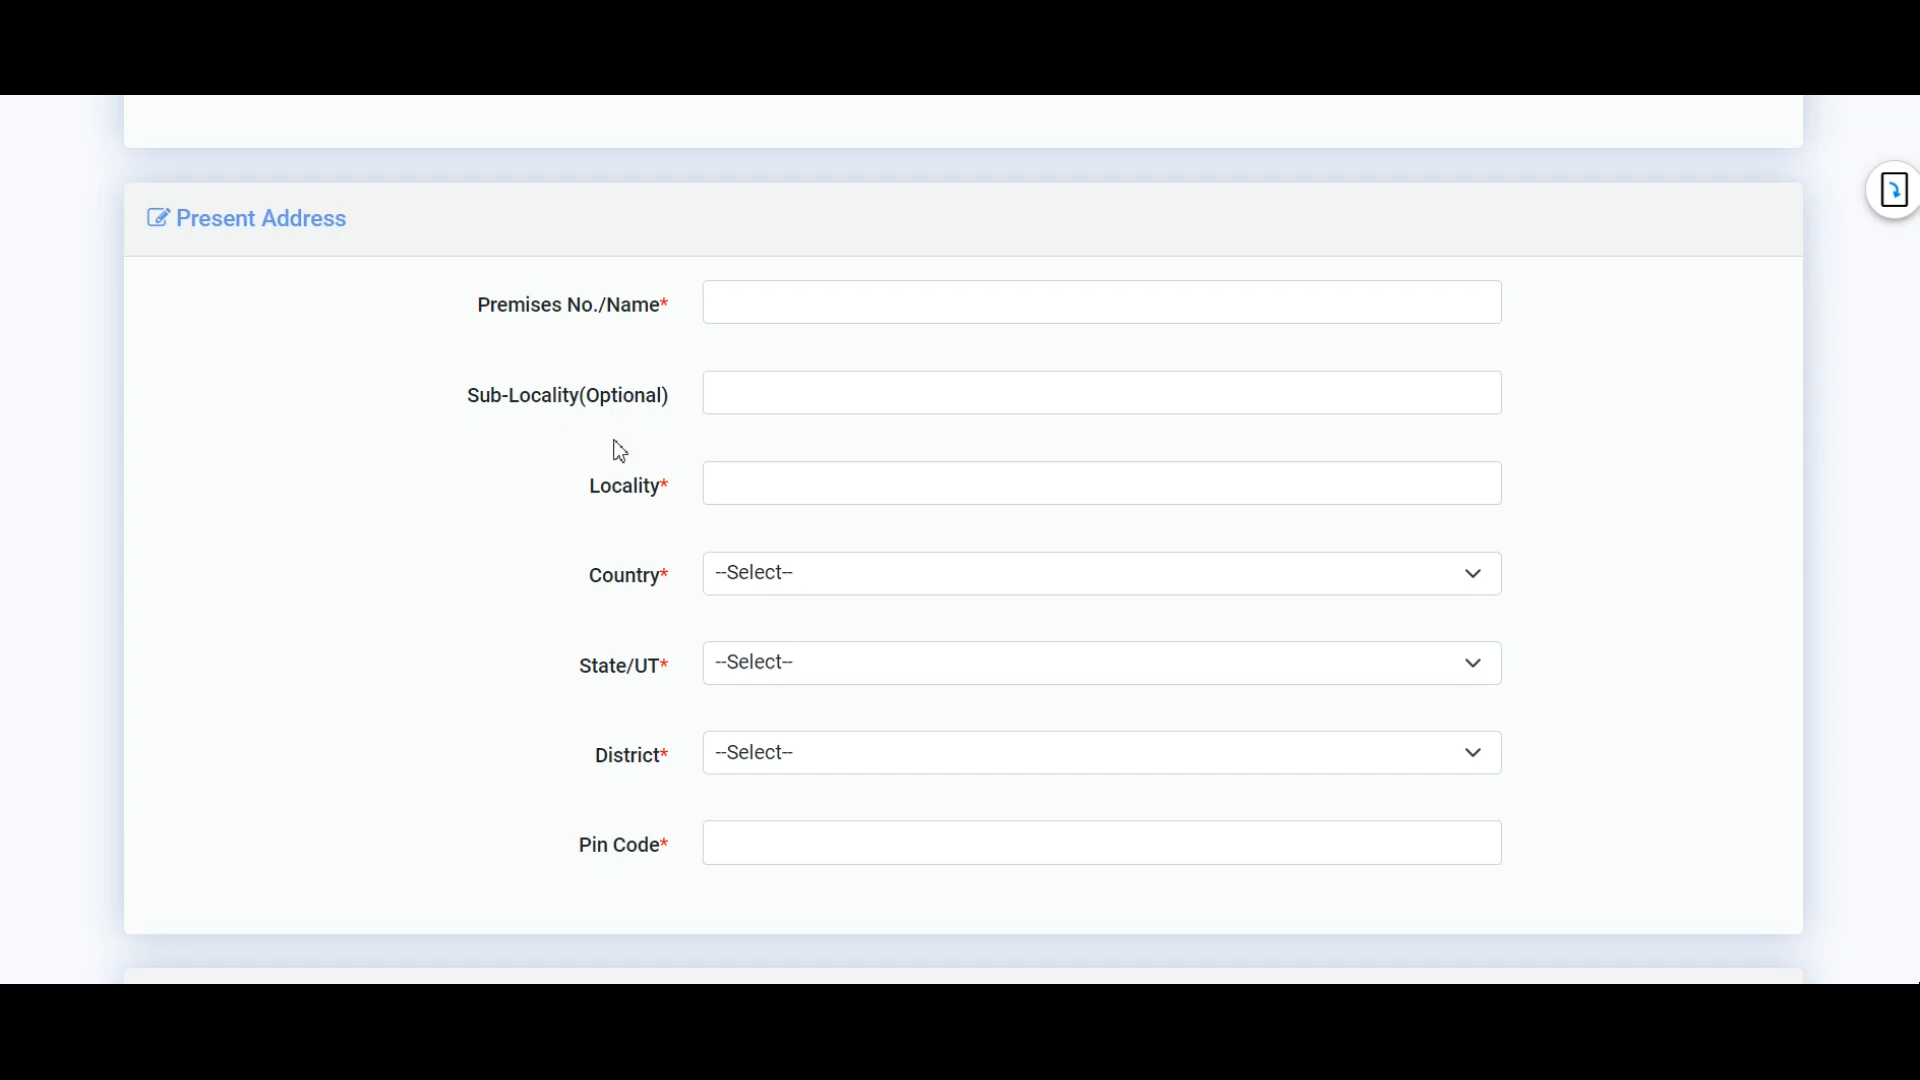 Present Address
Premises No./Name*
Sub-Locality(Optional)
Locality*
Country* --Select--
State/UT* --Select--
District* --Select--
Pin Code*